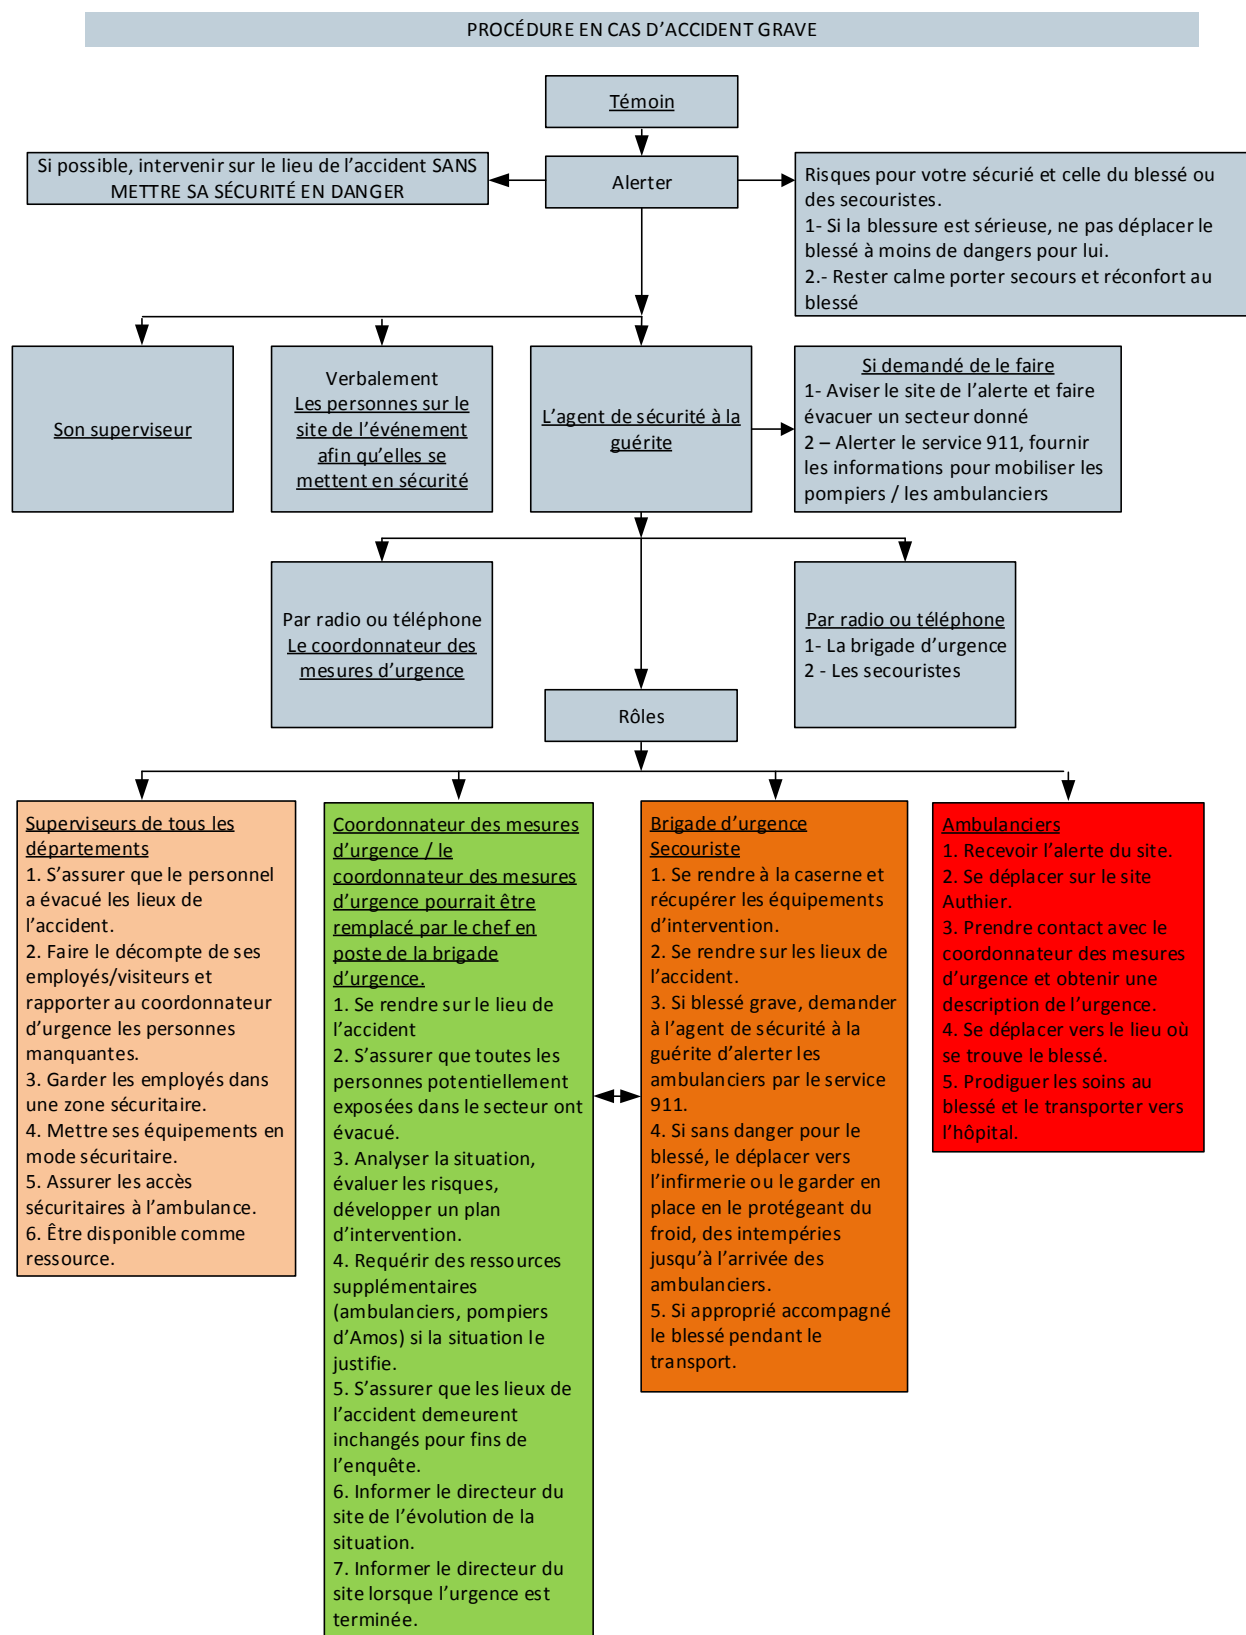 PROCÉDURE EN CAS D’ACCIDENT GRAVE
Témoin
Si possible, intervenir sur le lieu de l’accident SANS
METTRE SA SÉCURITÉ EN DANGER
Alerter
Risques pour votre sécurié et celle du blessé ou
des secouristes.
1- Si la blessure est sérieuse, ne pas déplacer le
blessé à moins de dangers pour lui.
2.- Rester calme porter secours et réconfort au
blessé
Son superviseur
Verbalement
Les personnes sur le
site de l’événement
afin qu’elles se
mettent en sécurité
L’agent de sécurité à la
guérite
Si demandé de le faire
1- Aviser le site de l’alerte et faire
évacuer un secteur donné
2 – Alerter le service 911, fournir
les informations pour mobiliser les
pompiers / les ambulanciers
Par radio ou téléphone
Le coordonnateur des
mesures d’urgence
Par radio ou téléphone
1- La brigade d’urgence
2 - Les secouristes
Rôles
Superviseurs de tous les
départements
1. S’assurer que le personnel
a évacué les lieux de
l’accident.
2. Faire le décompte de ses
employés/visiteurs et
rapporter au coordonnateur
d’urgence les personnes
manquantes.
3. Garder les employés dans
une zone sécuritaire.
4. Mettre ses équipements en
mode sécuritaire.
5. Assurer les accès
sécuritaires à l’ambulance.
6. Être disponible comme
ressource.
Coordonnateur des mesures
d’urgence / le
coordonnateur des mesures
d’urgence pourrait être
remplacé par le chef en
poste de la brigade
d’urgence.
1. Se rendre sur le lieu de
l’accident
2. S’assurer que toutes les
personnes potentiellement
exposées dans le secteur ont
évacué.
3. Analyser la situation,
évaluer les risques,
développer un plan
d’intervention.
4. Requérir des ressources
supplémentaires
(ambulanciers, pompiers
d’Amos) si la situation le
justifie.
5. S’assurer que les lieux de
l’accident demeurent
inchangés pour fins de
l’enquête.
6. Informer le directeur du
site de l’évolution de la
situation.
7. Informer le directeur du
site lorsque l’urgence est
terminée.
Brigade d’urgence
Secouriste
1. Se rendre à la caserne et
récupérer les équipements
d’intervention.
2. Se rendre sur les lieux de
l’accident.
3. Si blessé grave, demander
à l’agent de sécurité à la
guérite d’alerter les
ambulanciers par le service
911.
4. Si sans danger pour le
blessé, le déplacer vers
l’infirmerie ou le garder en
place en le protégeant du
froid, des intempéries
jusqu’à l’arrivée des
ambulanciers.
5. Si approprié accompagné
le blessé pendant le
transport.
Ambulanciers
1. Recevoir l’alerte du site.
2. Se déplacer sur le site
Authier.
3. Prendre contact avec le
coordonnateur des mesures
d’urgence et obtenir une
description de l’urgence.
4. Se déplacer vers le lieu où
se trouve le blessé.
5. Prodiguer les soins au
blessé et le transporter vers
l’hôpital.